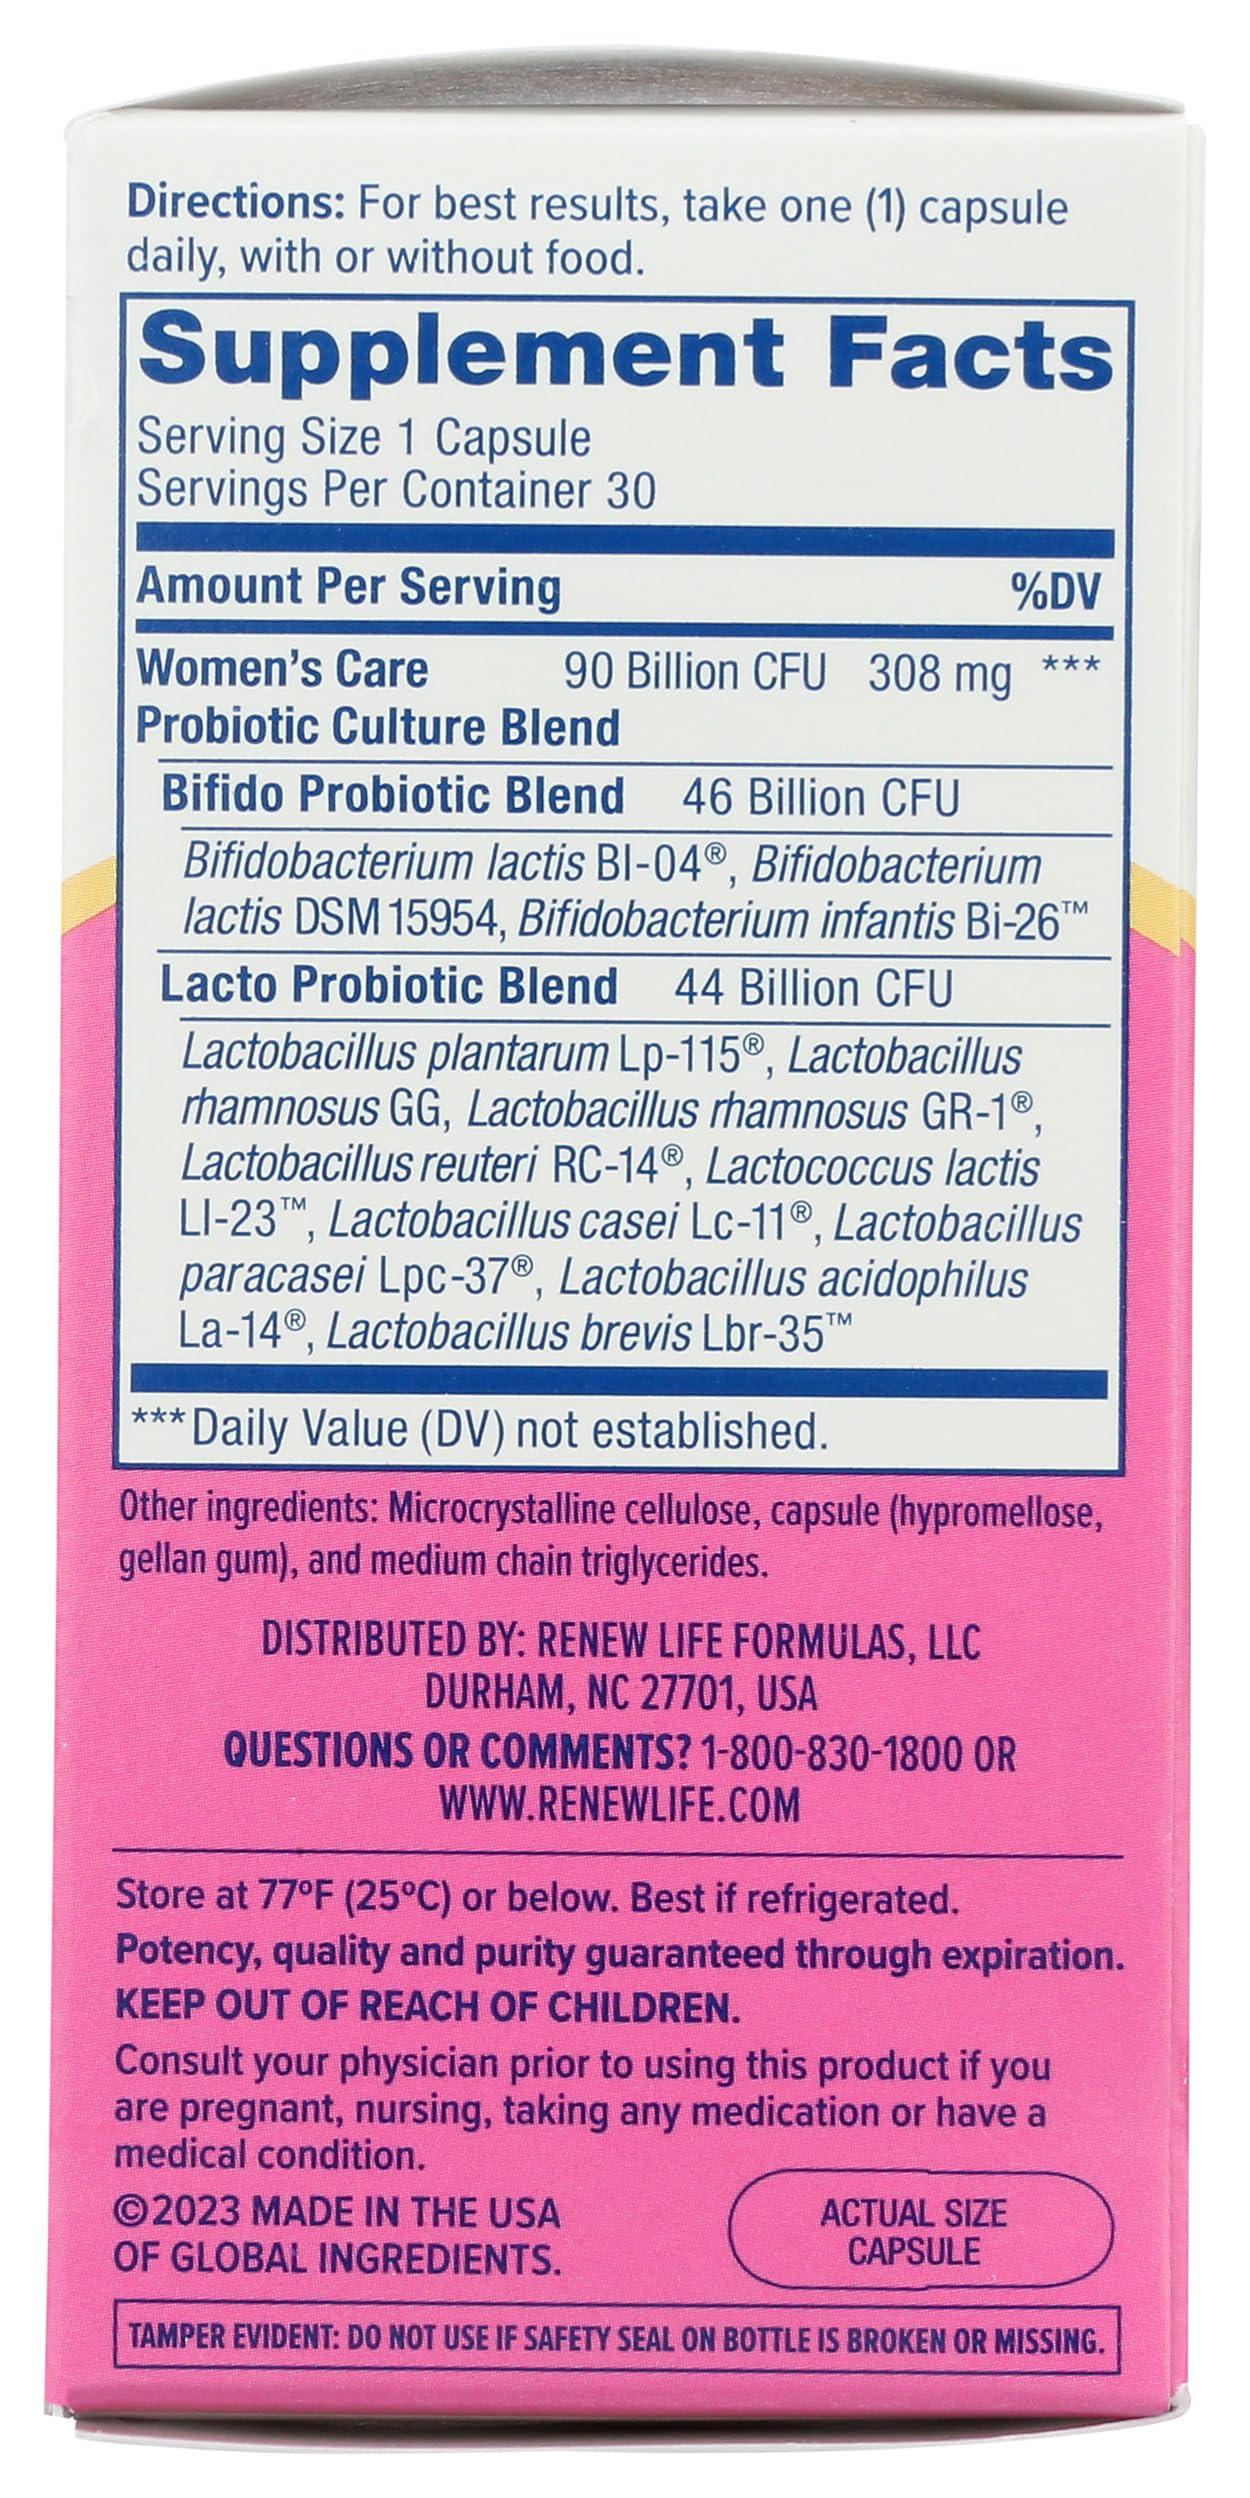 Directions: For best results, take one (1) capsule
daily, with or without food.
Supplement Facts
Serving Size 1 Capsule
Servings Per Container 30
Amount Per Serving %DV
Women's Care 90 Billion CFU 308 mg ***
Probiotic Culture Blend
Bifido Probiotic Blend 46 Billion CFU
Bifidobacterium lactis Bl-04®, Bifidobacterium
lactis DSM 15954, Bifidobacterium infantis Bi-26™
Lacto Probiotic Blend 44 Billion CFU
Lactobacillus plantarum Lp-115®, Lactobacillus
rhamnosus GG, Lactobacillus rhamnosus GR-1®,
Lactobacillus reuteri RC-14®, Lactococcus lactis
Ll-23™, Lactobacillus casei Lc-11®, Lactobacillus
paracasei Lpc-37®, Lactobacillus acidophilus
La-14®, Lactobacillus brevis Lbr-35™
***Daily Value (DV) not established.
Other ingredients: Microcrystalline cellulose, capsule (hypromellose,
gellan gum), and medium chain triglycerides.
DISTRIBUTED BY: RENEW LIFE FORMULAS, LLC
DURHAM, NC 27701, USA
QUESTIONS OR COMMENTS? 1-800-830-1800 OR
WWW.RENEWLIFE.COM
Store at 77ºF (25ºC) or below. Best if refrigerated.
Potency, quality and purity guaranteed through expiration.
KEEP OUT OF REACH OF CHILDREN.
Consult your physician prior to using this product if you
are pregnant, nursing, taking any medication or have a
medical condition.
©2023 MADE IN THE USA
OF GLOBAL INGREDIENTS.
ACTUAL SIZE
CAPSULE
TAMPER EVIDENT: DO NOT USE IF SAFETY SEAL ON BOTTLE IS BROKEN OR MISSING.